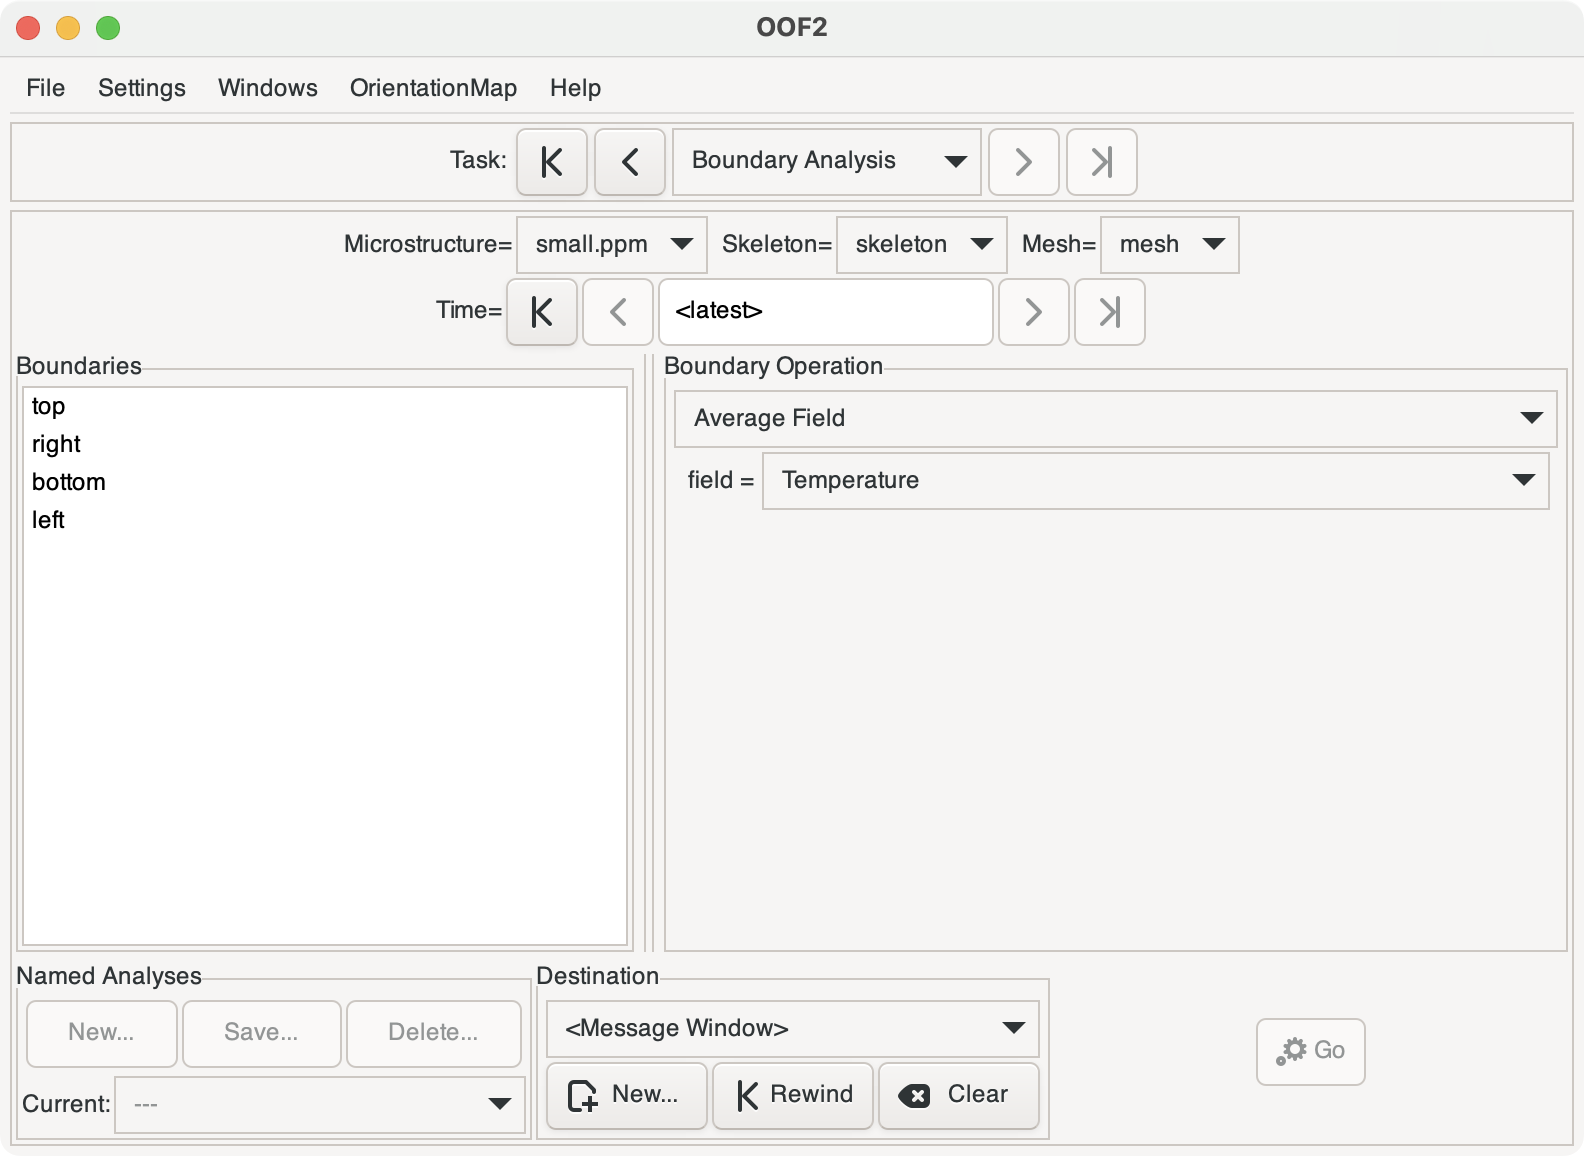 OOF2
File Settings Windows OrientationMap Help
Task: Boundary Analysis
Microstructure= small.ppm Skeleton= skeleton Mesh= mesh
Time= <latest>
Boundaries
top
right
bottom
left
Boundary Operation
Average Field
field = Temperature
Named Analyses
New... Save... Delete...
Current: ---
Destination
<Message Window>
New... Rewind Clear
Go